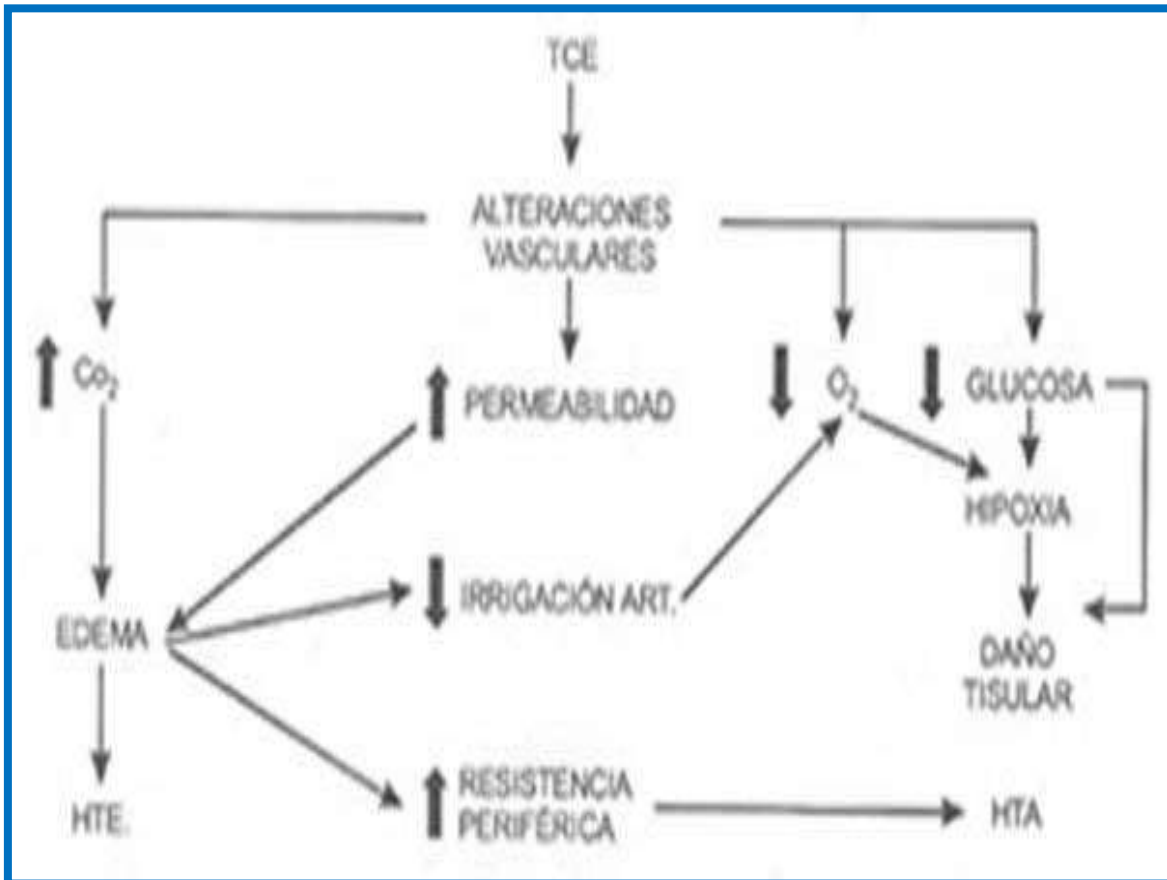 TCE
ALTERACIONES
VASCULARES
Co₂
PERMEABILIDAD
O₂
GLUCOSA
HIPOXIA
IRRIGACIÓN ART.
EDEMA
DAÑO
TISULAR
RESISTENCIA
PERIFÉRICA
HTE.
HTA